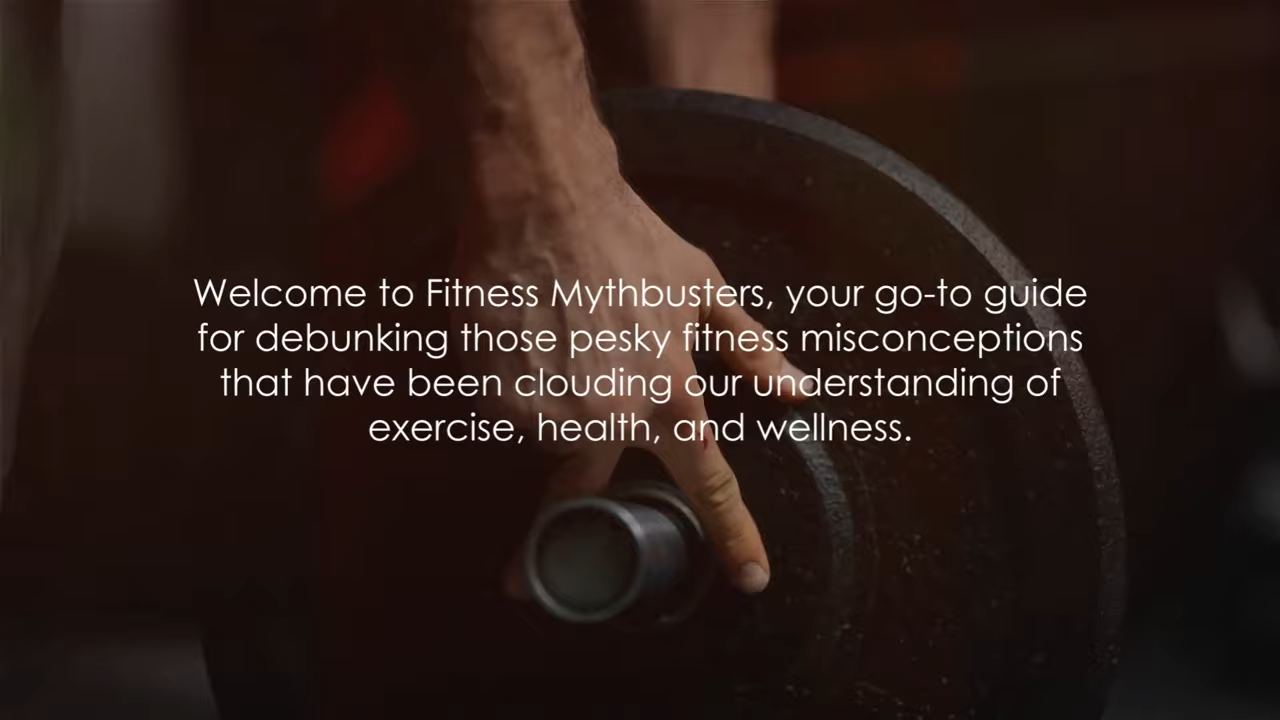 Welcome to Fitness Mythbusters, your go-to guide
for debunking those pesky fitness misconceptions
that have been clouding our understanding of
exercise, health, and wellness.